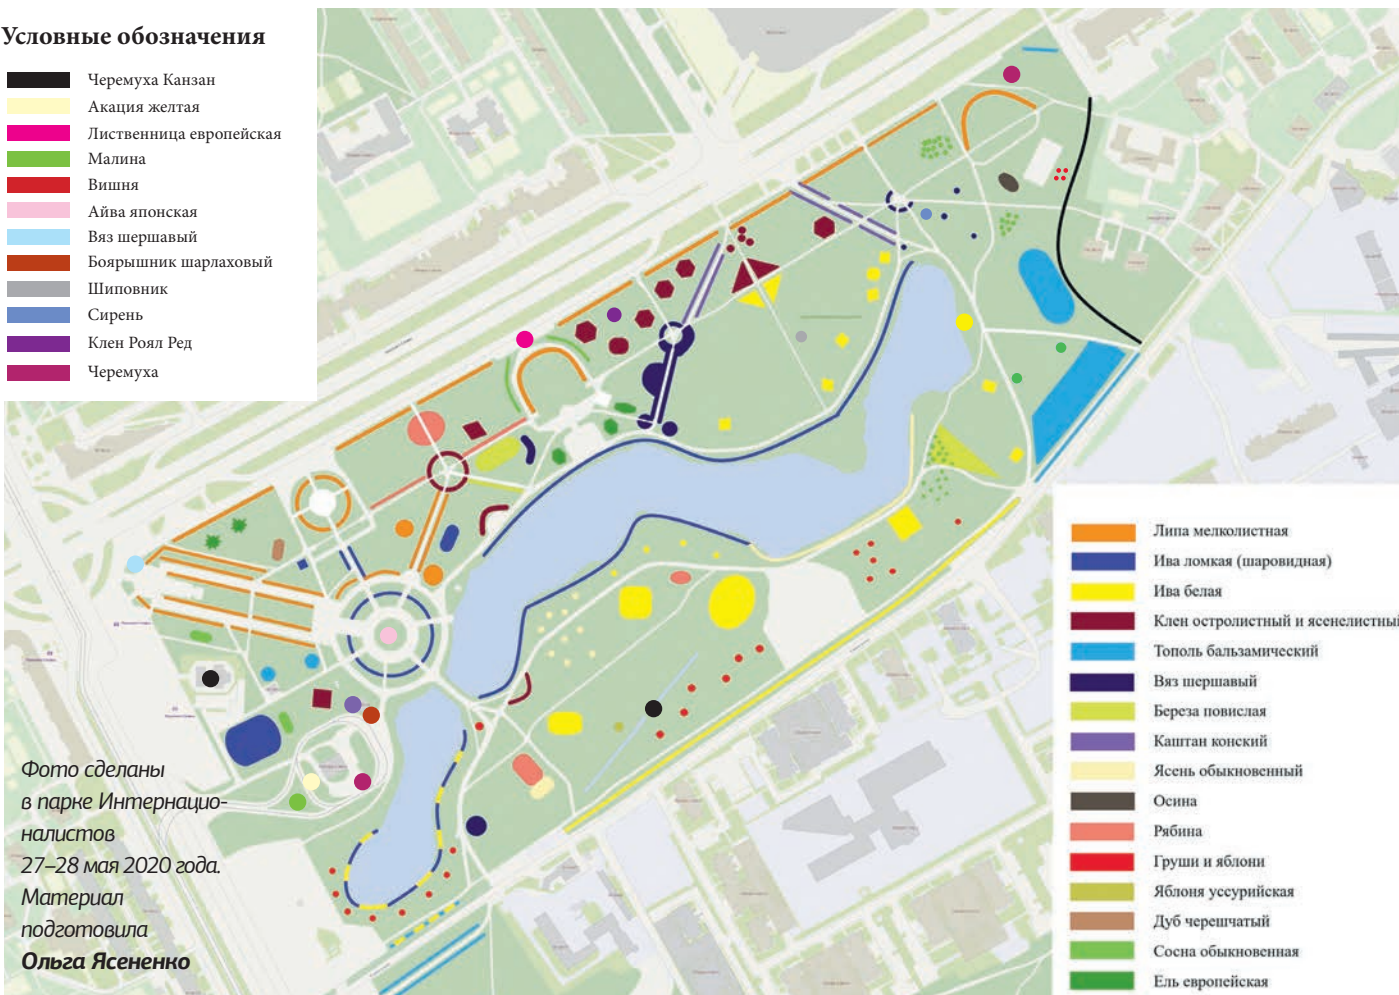 Условные обозначения
Черемуха Канзан
Акация желтая
Лиственница европейская
Малина
Вишня
Айва японская
Вяз шершавый
Боярышник шарлаховый
Шиповник
Сирень
Клен Роял Ред
Черемуха
Липа мелколистная
Ива ломкая (шаровидная)
Ива белая
Клен остролистный и ясенелистный
Тополь бальзамический
Вяз шершавый
Береза повислая
Каштан конский
Ясень обыкновенный
Осина
Рябина
Груши и яблони
Яблоня уссурийская
Дуб черешчатый
Сосна обыкновенная
Ель европейская
Фото сделаны
в парке Интернацио-
налистов
27–28 мая 2020 года.
Материал
подготовила
Ольга Ясененко